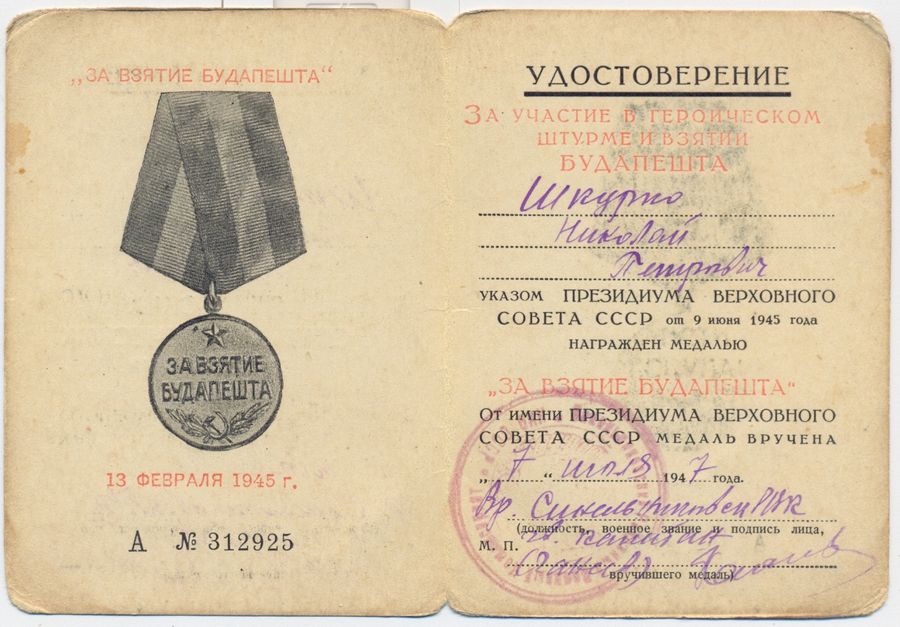 „ЗА ВЗЯТИЕ БУДАПЕШТА“
ЗА ВЗЯТИЕ
БУДАПЕШТА
13 ФЕВРАЛЯ 1945 г.
А № 312925
УДОСТОВЕРЕНИЕ
ЗА УЧАСТИЕ В ГЕРОИЧЕСКОМ
ШТУРМЕ И ВЗЯТИИ
БУДАПЕШТА
Шкурко
Николай
Петрович
УКАЗОМ ПРЕЗИДИУМА ВЕРХОВНОГО
СОВЕТА СССР от 9 июня 1945 года
НАГРАЖДЕН МЕДАЛЬЮ
„ЗА ВЗЯТИЕ БУДАПЕШТА“
От имени ПРЕЗИДИУМА ВЕРХОВНОГО
СОВЕТА СССР МЕДАЛЬ ВРУЧЕНА
„7“ июля 1947 года.
Вр.
(должность, военное звание и подпись лица,
М. П. капитан
вручившего медаль)